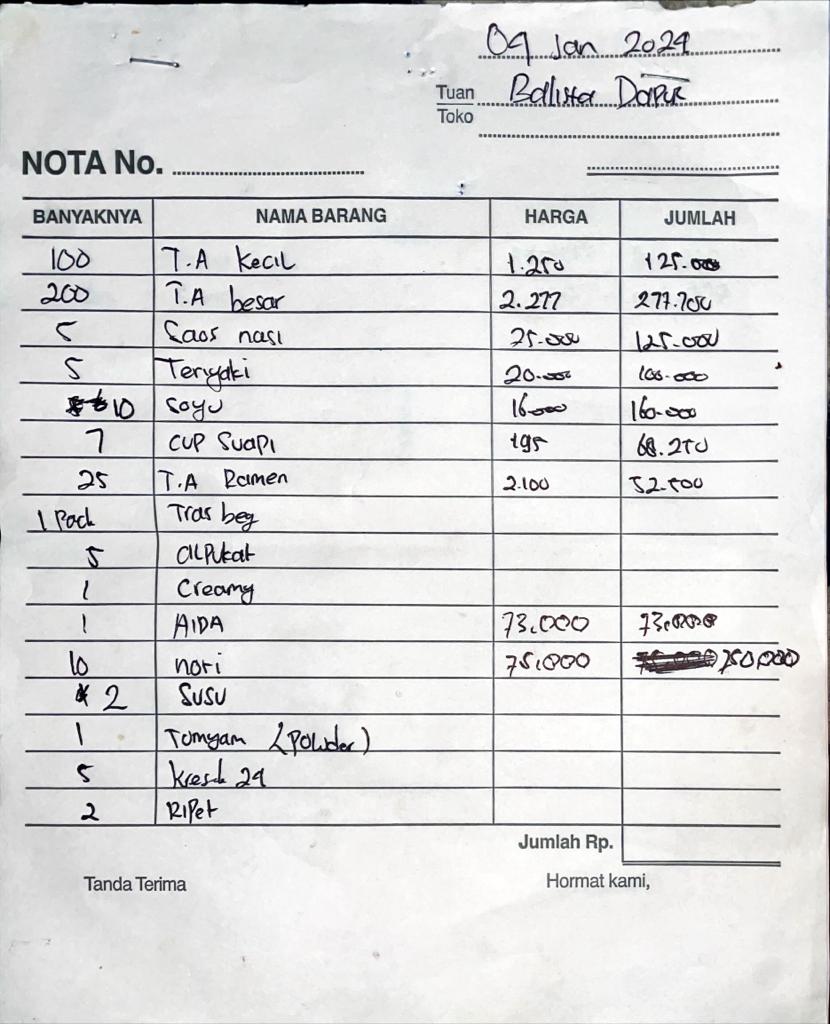 09 Jan 2024
Tuan Toko Ballista Dapur
NOTA No.
BANYAKNYA NAMA BARANG HARGA JUMLAH
100 T.A Kecil 1.250 125.000
200 T.A besar 2.277 277.750
5 Saos nasi 25.000 125.000
5 Teriyaki 20.000 100.000
10 Soyu 16.000 160.000
7 CUP Suapi 195 68.250
25 T.A Ramen 2.100 52.500
1 Pack Tras beg
5 alpukat
1 Creamy
1 AIDA 73.000 73.000
10 nori 75.000 750.000
2 SUSU
1 Tomyam (Powder)
5 kresek 24
2 RIPet
Jumlah Rp.
Tanda Terima Hormat kami,